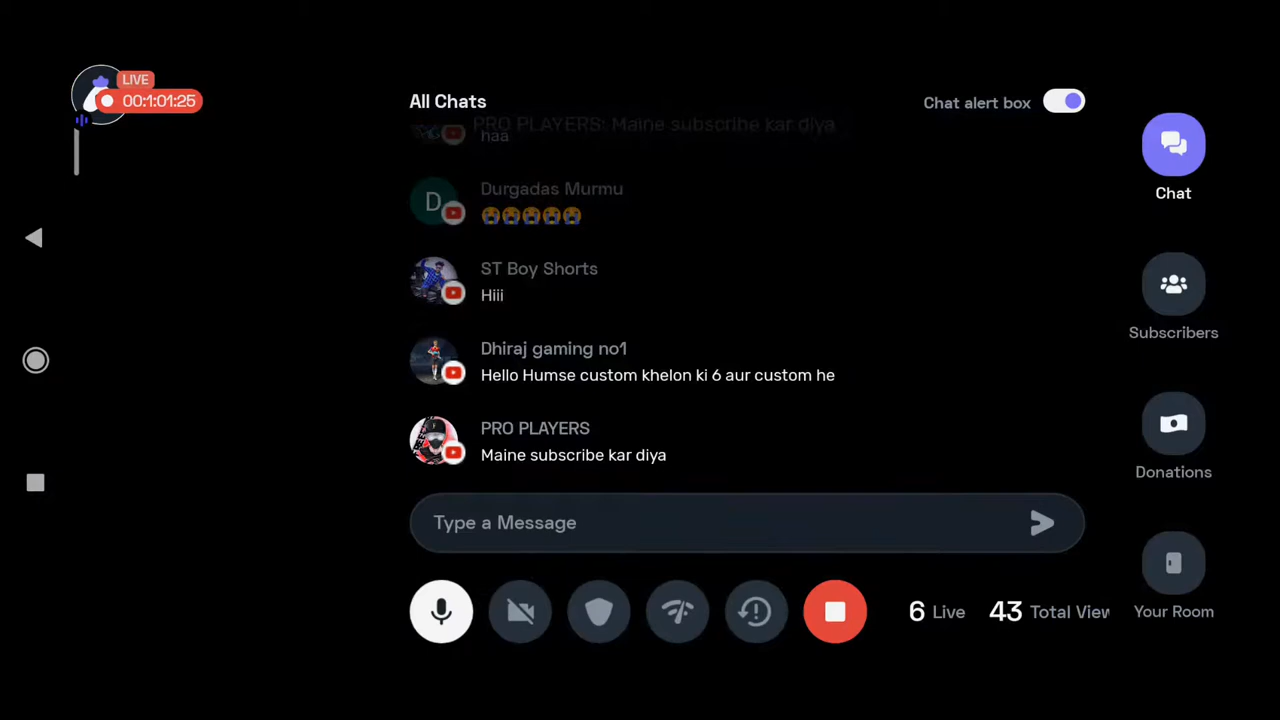 LIVE
00:1:01:25
All Chats
Chat alert box
PRO PLAYERS: Maine subscribe kar diya
haa
D
Durgadas Murmu
😭😭😭😭😭
ST Boy Shorts
Hiii
Dhiraj gaming no1
Hello Humse custom khelon ki 6 aur custom he
PRO PLAYERS
Maine subscribe kar diya
Type a Message
6 Live
43 Total View
Chat
Subscribers
Donations
Your Room